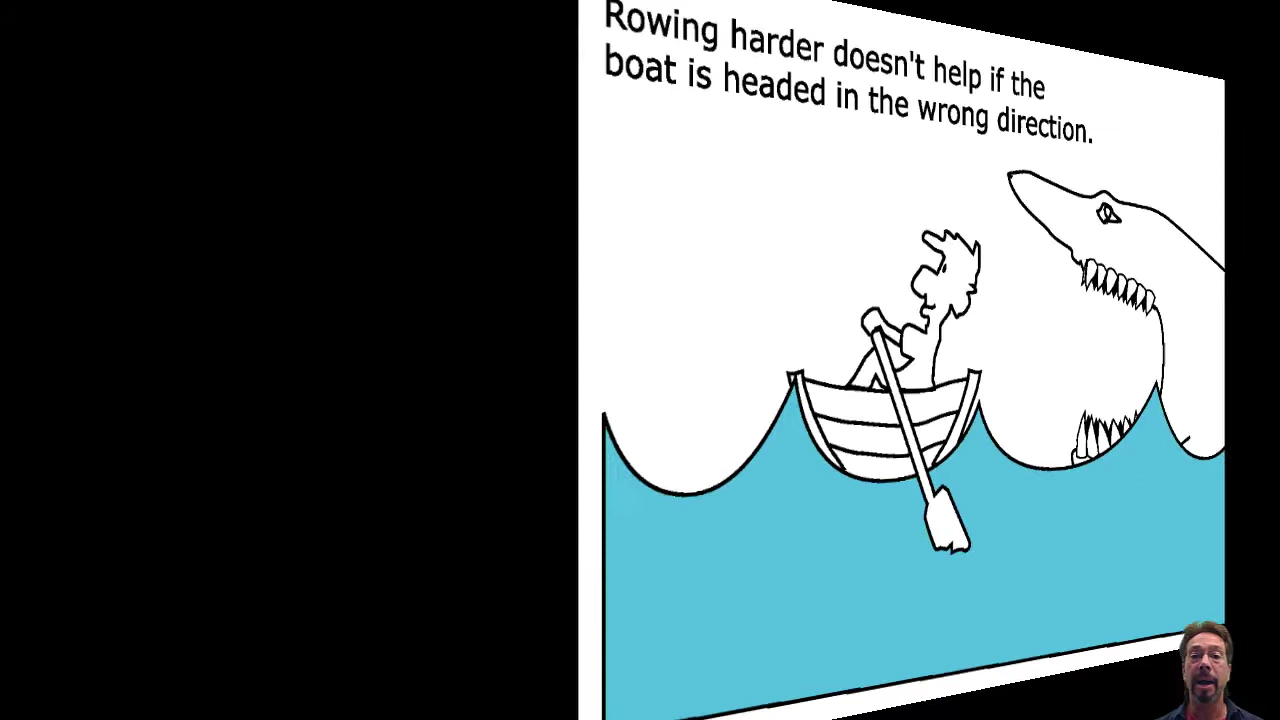 Rowing harder doesn't help if the
boat is headed in the wrong direction.